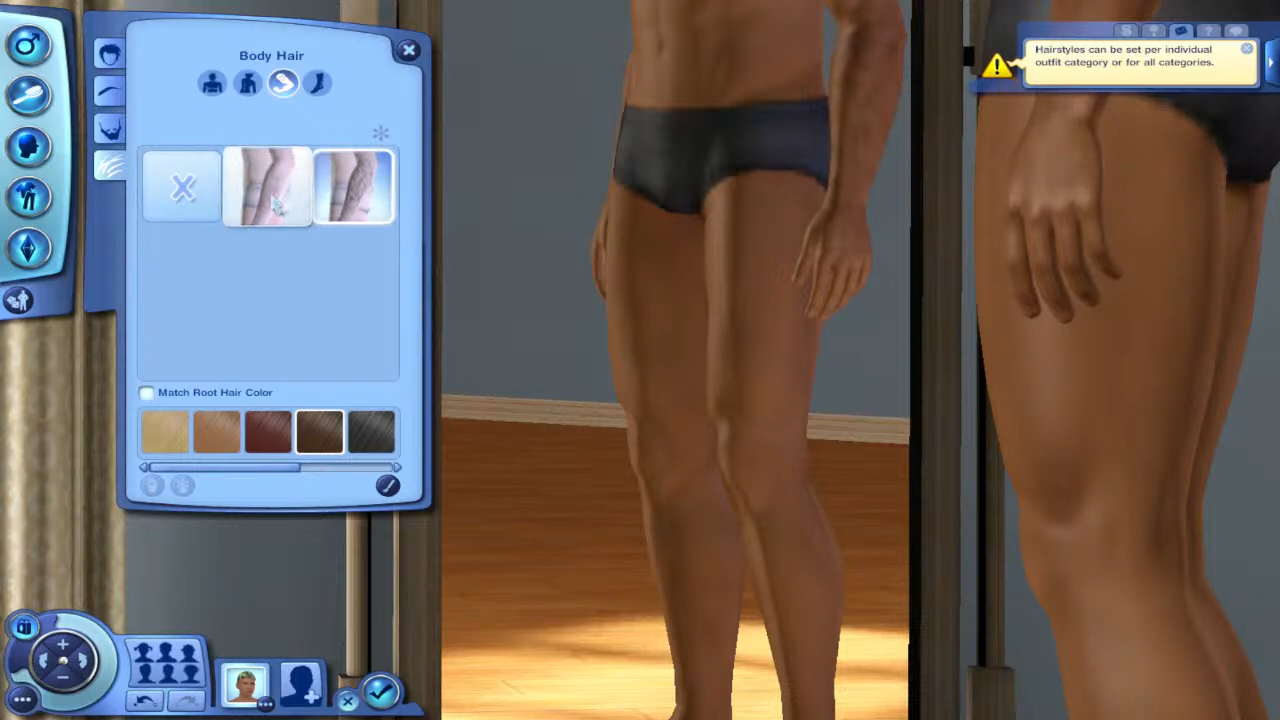 Body Hair
Hairstyles can be set per individual
outfit category or for all categories.
Match Root Hair Color